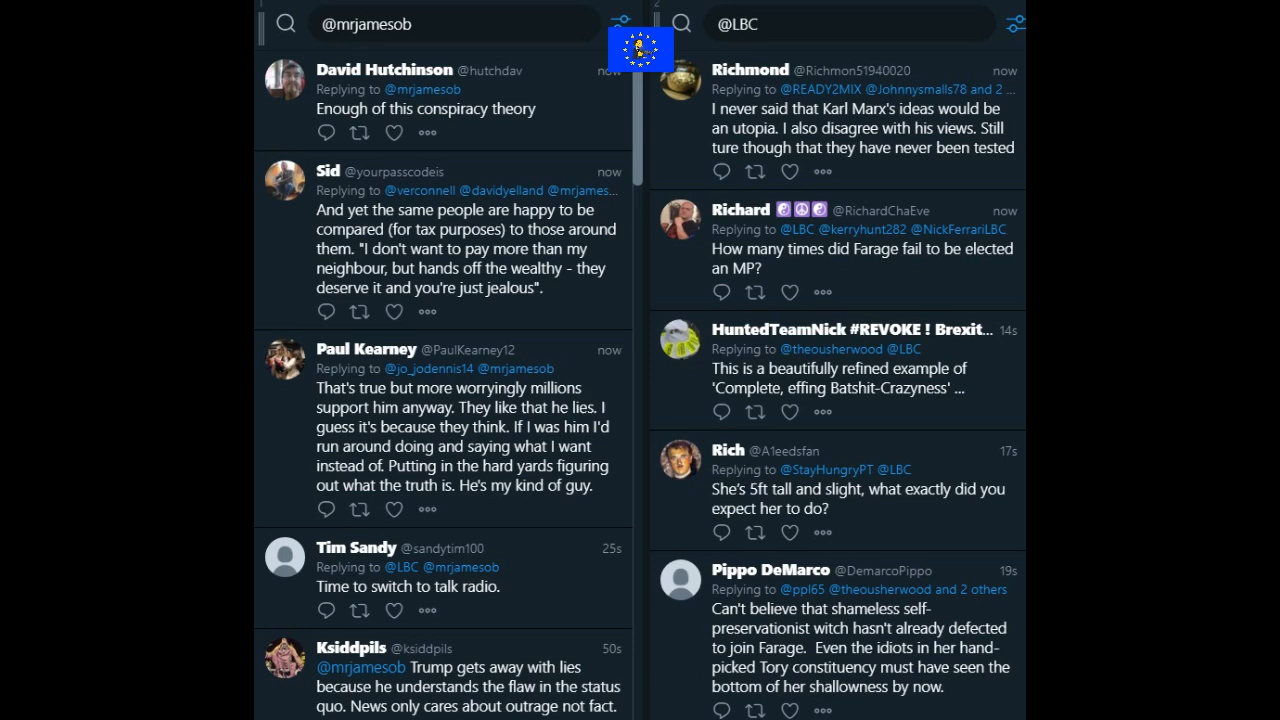 1
@mrjamesob
David Hutchinson @hutchdav now
Replying to @mrjamesob
Enough of this conspiracy theory
Sid @yourpasscodeis now
Replying to @verconnell @davidyelland @mrjames...
And yet the same people are happy to be
compared (for tax purposes) to those around
them. "I don't want to pay more than my
neighbour, but hands off the wealthy - they
deserve it and you're just jealous".
Paul Kearney @PaulKearney12 now
Replying to @jo_jodennis14 @mrjamesob
That's true but more worryingly millions
support him anyway. They like that he lies. I
guess it's because they think. If I was him I'd
run around doing and saying what I want
instead of. Putting in the hard yards figuring
out what the truth is. He's my kind of guy.
Tim Sandy @sandytim100 25s
Replying to @LBC @mrjamesob
Time to switch to talk radio.
Ksiddpils @ksiddpils 50s
@mrjamesob Trump gets away with lies
because he understands the flaw in the status
quo. News only cares about outrage not fact.
2
@LBC
Richmond @Richmon51940020 now
Replying to @READY2MIX @Johnnysmalls78 and 2 ...
I never said that Karl Marx's ideas would be
an utopia. I also disagree with his views. Still
ture though that they have never been tested
Richard ☯️☮️☯️ @RichardChaEve now
Replying to @LBC @kerryhunt282 @NickFerrariLBC
How many times did Farage fail to be elected
an MP?
HuntedTeamNick #REVOKE ! Brexit... 14s
Replying to @theousherwood @LBC
This is a beautifully refined example of
'Complete, effing Batshit-Crazyness' ...
Rich @A1eedsfan 17s
Replying to @StayHungryPT @LBC
She's 5ft tall and slight, what exactly did you
expect her to do?
Pippo DeMarco @DemarcoPippo 19s
Replying to @ppl65 @theousherwood and 2 others
Can't believe that shameless self-
preservationist witch hasn't already defected
to join Farage.  Even the idiots in her hand-
picked Tory constituency must have seen the
bottom of her shallowness by now.